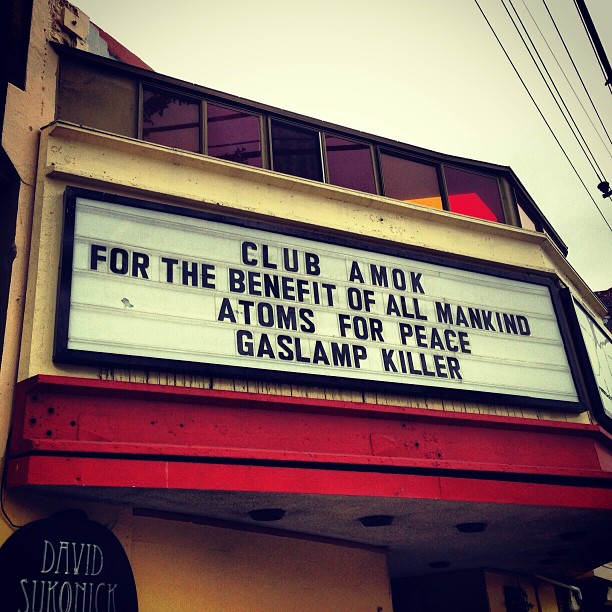 CLUB AMOK
FOR THE BENEFIT OF ALL MANKIND
ATOMS FOR PEACE
GASLAMP KILLER
DAVID
SUKONICK